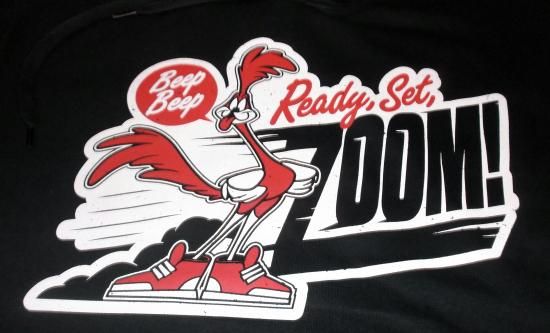 Beep
Beep
Ready, Set,
ZOOM!